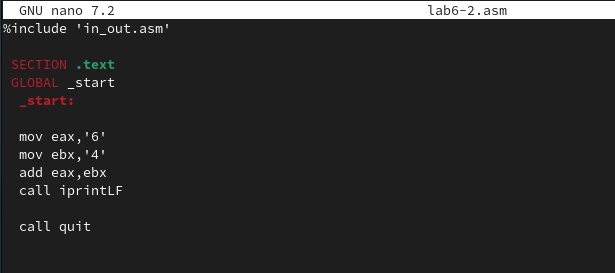 GNU nano 7.2 lab6-2.asm
%include 'in_out.asm'
SECTION .text
GLOBAL _start
_start:
mov eax,'6'
mov ebx,'4'
add eax,ebx
call iprintLF
call quit